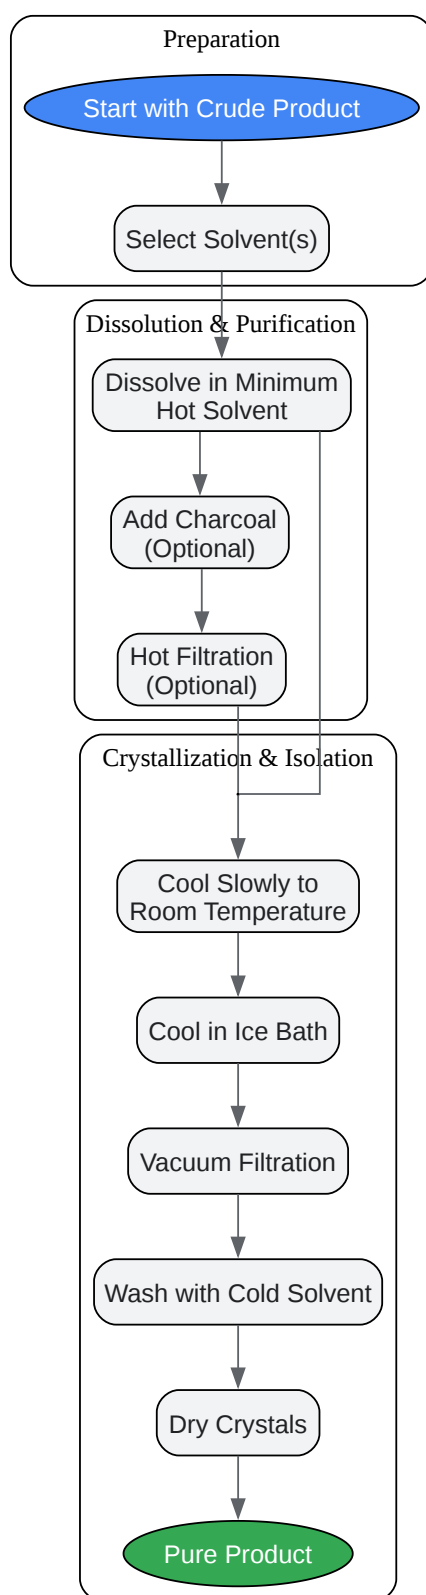 Preparation
Start with Crude Product
Select Solvent(s)
Dissolution & Purification
Dissolve in Minimum
Hot Solvent
Add Charcoal
(Optional)
Hot Filtration
(Optional)
Crystallization & Isolation
Cool Slowly to
Room Temperature
Cool in Ice Bath
Vacuum Filtration
Wash with Cold Solvent
Dry Crystals
Pure Product